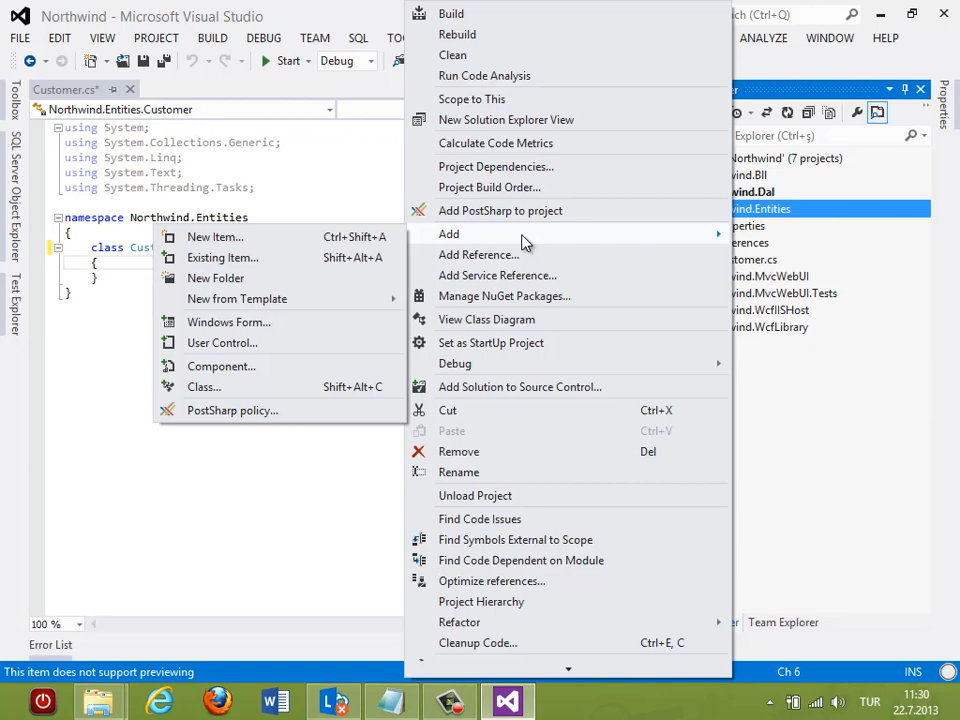 Northwind - Microsoft Visual Studio
ch (Ctrl+Q)
FILE EDIT VIEW PROJECT BUILD DEBUG TEAM SQL TO ANALYZE WINDOW HELP
Start Debug
Customer.cs*
Northwind.Entities.Customer
using System;
using System.Collections.Generic;
using System.Linq;
using System.Text;
using System.Threading.Tasks;
namespace Northwind.Entities
{
class Cust
{
}
}
100 %
Error List
Toolbox
SQL Server Object Explorer
Test Explorer
New Item... Ctrl+Shift+A
Existing Item... Shift+Alt+A
New Folder
New from Template
Windows Form...
User Control...
Component...
Class... Shift+Alt+C
PostSharp policy...
Build
Rebuild
Clean
Run Code Analysis
Scope to This
New Solution Explorer View
Calculate Code Metrics
Project Dependencies...
Project Build Order...
Add PostSharp to project
Add
Add Reference...
Add Service Reference...
Manage NuGet Packages...
View Class Diagram
Set as StartUp Project
Debug
Add Solution to Source Control...
Cut Ctrl+X
Paste Ctrl+V
Remove Del
Rename
Unload Project
Find Code Issues
Find Symbols External to Scope
Find Code Dependent on Module
Optimize references...
Project Hierarchy
Refactor
Cleanup Code... Ctrl+E, C
er
Explorer (Ctrl+ş)
Northwind' (7 projects)
wind.Bll
wind.Dal
wind.Entities
perties
erences
tomer.cs
wind.MvcWebUI
wind.MvcWebUI.Tests
wind.WcfIISHost
wind.WcfLibrary
Properties
er Team Explorer
This item does not support previewing
Ch 6 INS
TUR
11:30
22.7.2013